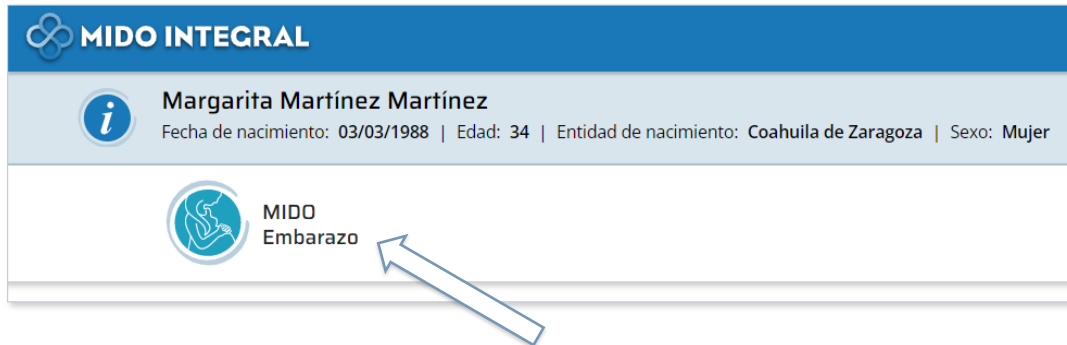 MIDO INTEGRAL
i
Margarita Martínez Martínez
Fecha de nacimiento: 03/03/1988 | Edad: 34 | Entidad de nacimiento: Coahuila de Zaragoza | Sexo: Mujer
MIDO
Embarazo